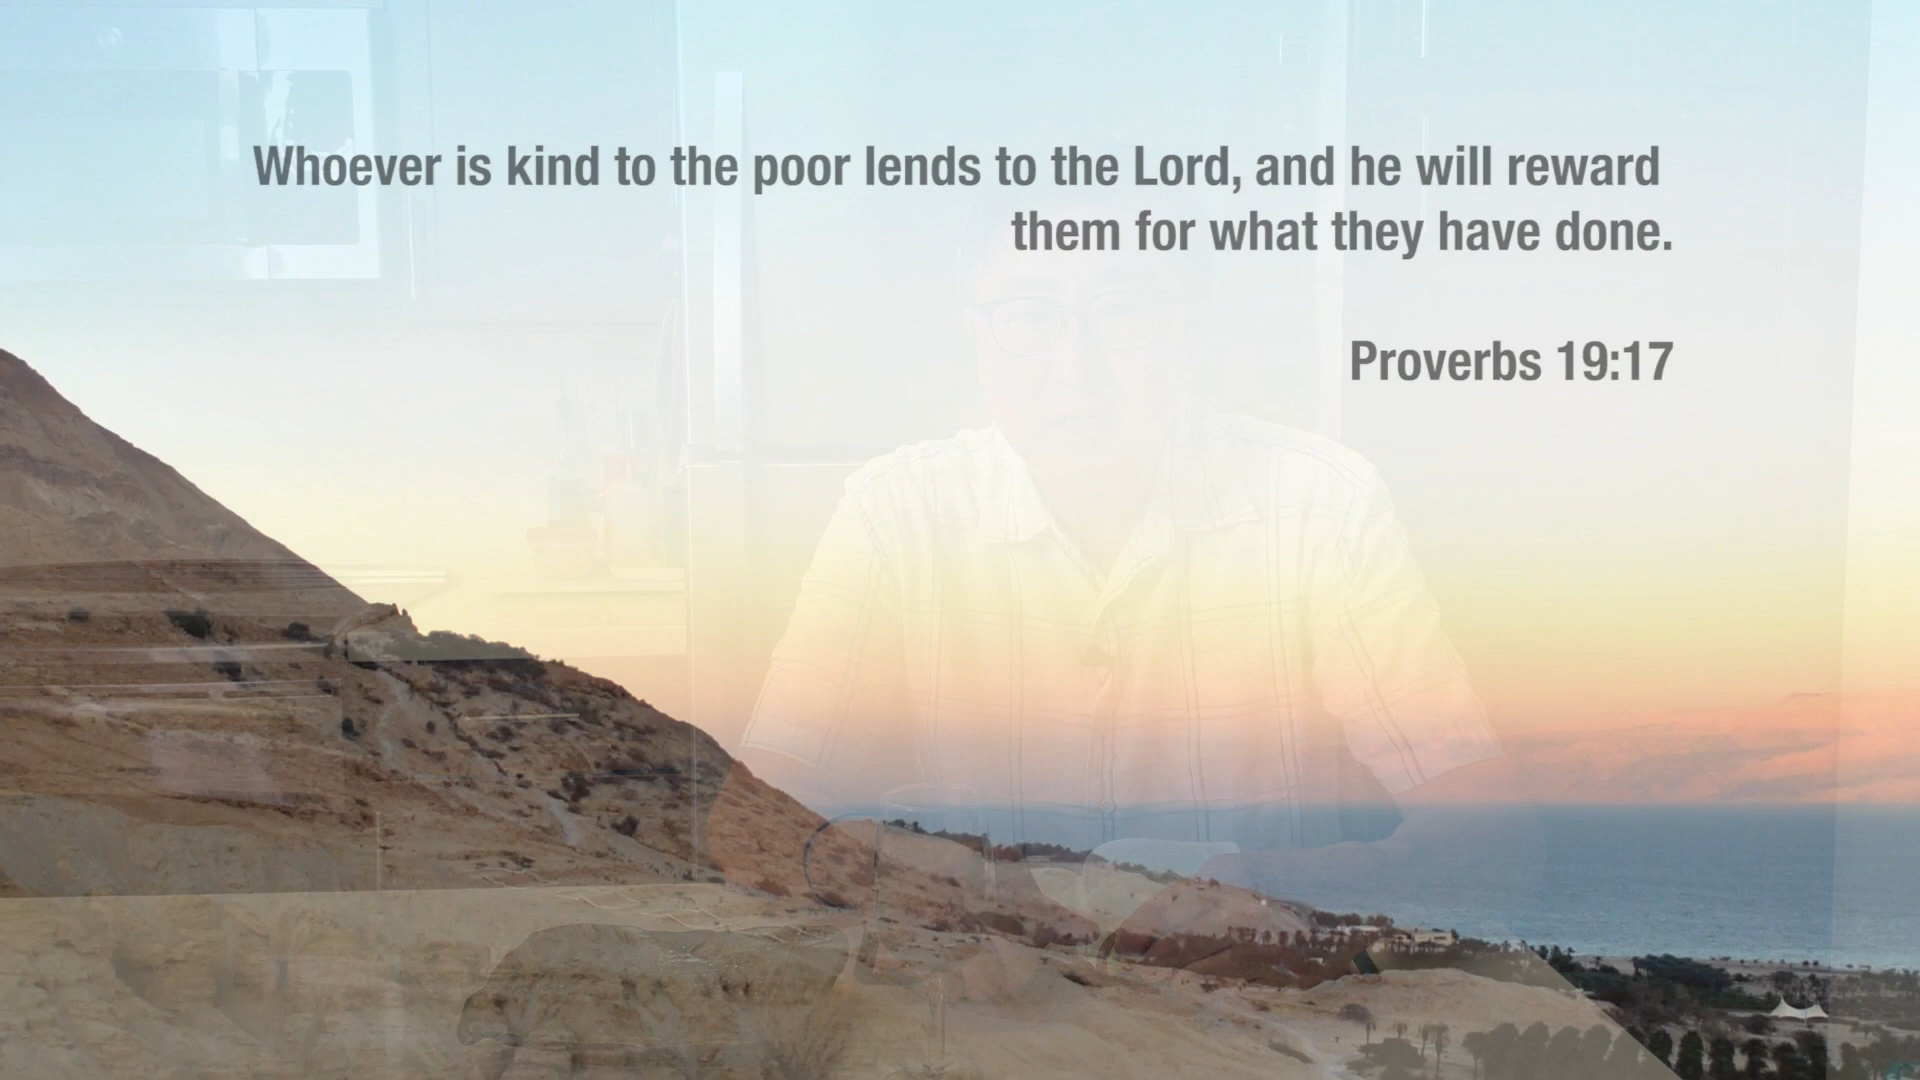 Whoever is kind to the poor lends to the Lord, and he will reward
them for what they have done.
Proverbs 19:17